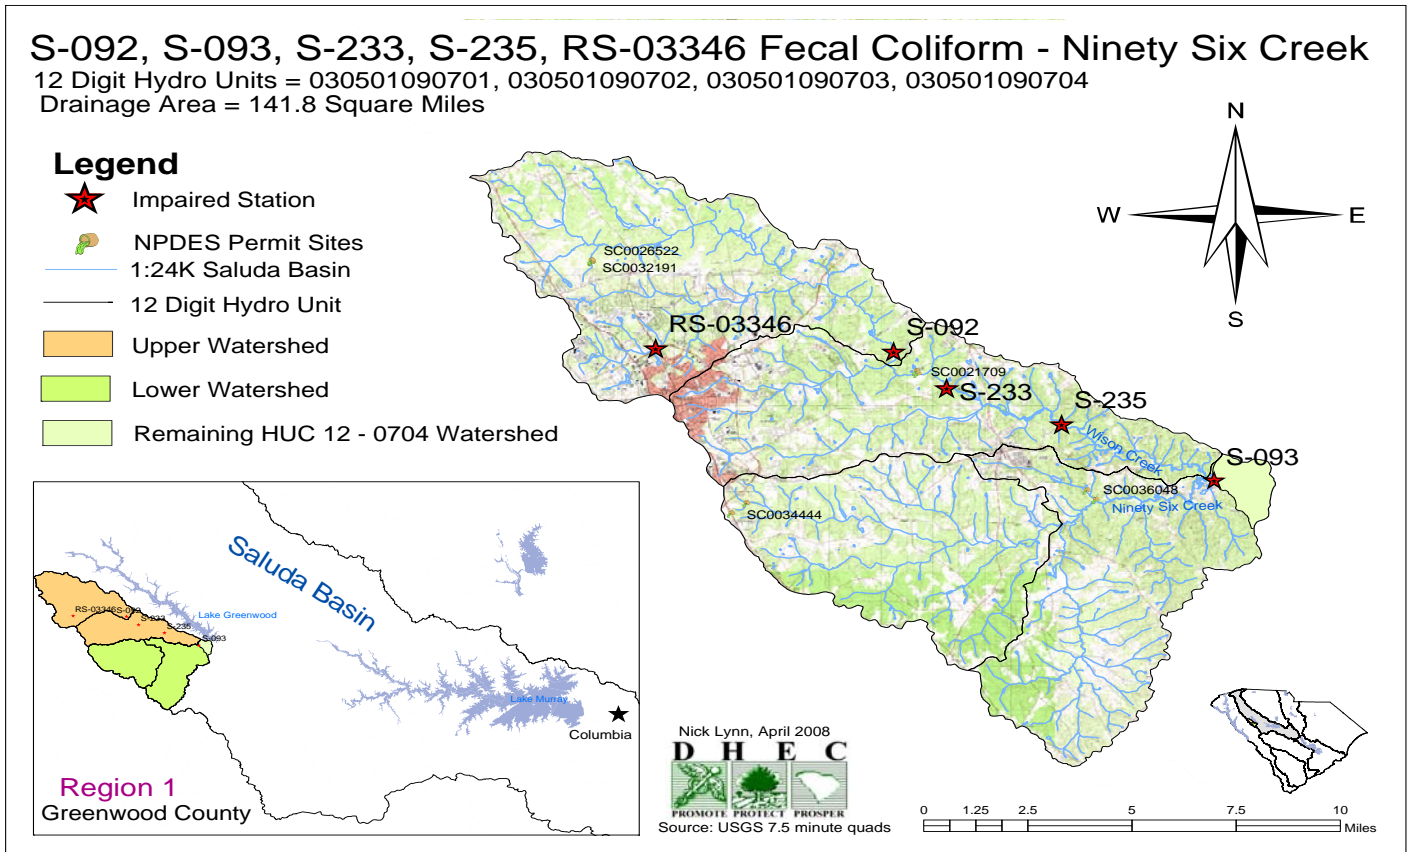 S-092, S-093, S-233, S-235, RS-03346 Fecal Coliform - Ninety Six Creek
12 Digit Hydro Units = 030501090701, 030501090702, 030501090703, 030501090704
Drainage Area = 141.8 Square Miles
Legend
Impaired Station
NPDES Permit Sites
1:24K Saluda Basin
12 Digit Hydro Unit
Upper Watershed
Lower Watershed
Remaining HUC 12 - 0704 Watershed
N
W
E
S
SC0026522
SC0032191
RS-03346
S-092
SC0021709
S-233
S-235
Wison Creek
S-093
SC0036048
Ninety Six Creek
SC0034444
Saluda Basin
RS-03346
S-092
S-233
S-235
S-093
Lake Greenwood
Lake Murray
Columbia
Region 1
Greenwood County
Nick Lynn, April 2008
D H E C
PROMOTE PROTECT PROSPER
Source: USGS 7.5 minute quads
0 1.25 2.5 5 7.5 10
Miles